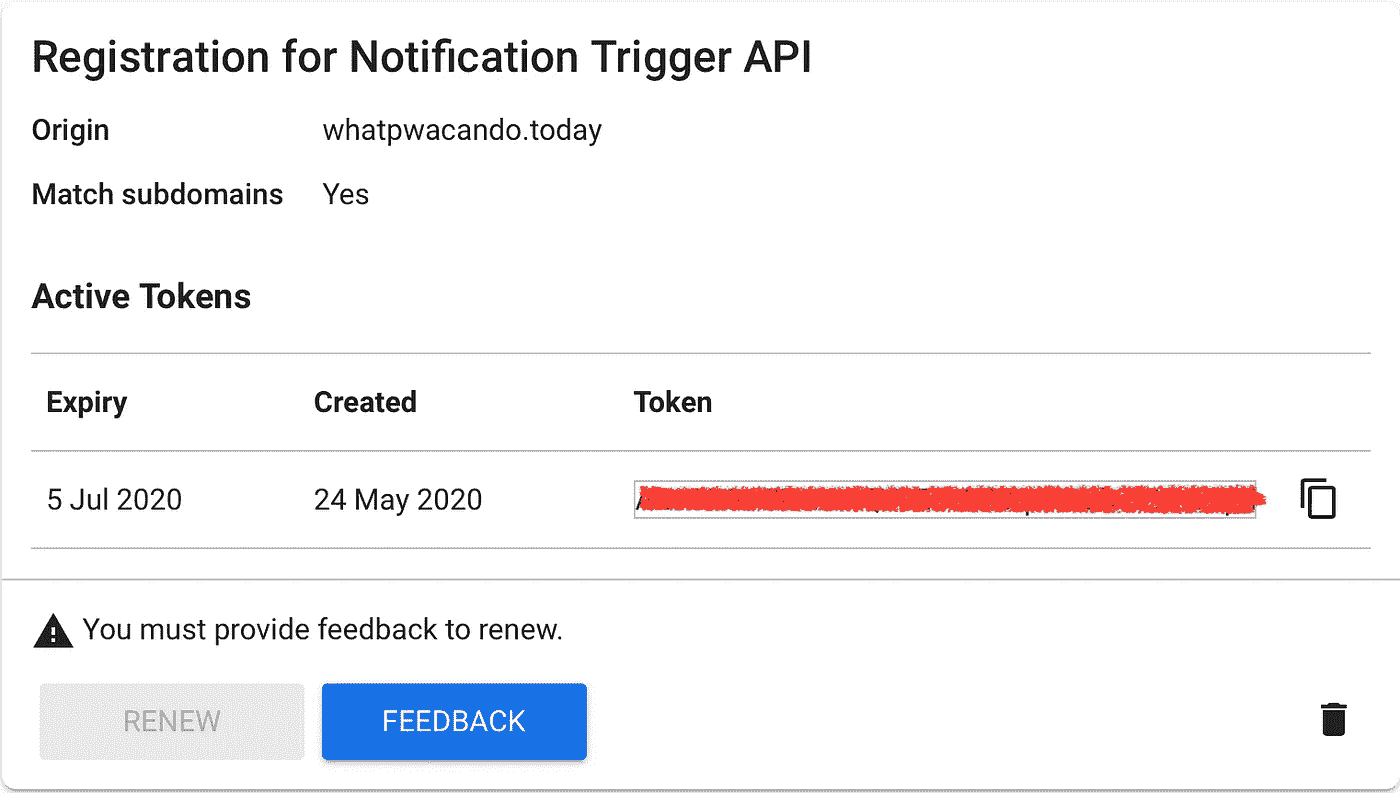 Registration for Notification Trigger API
Origin whatpwacando.today
Match subdomains Yes
Active Tokens
Expiry Created Token
5 Jul 2020 24 May 2020
You must provide feedback to renew.
RENEW FEEDBACK